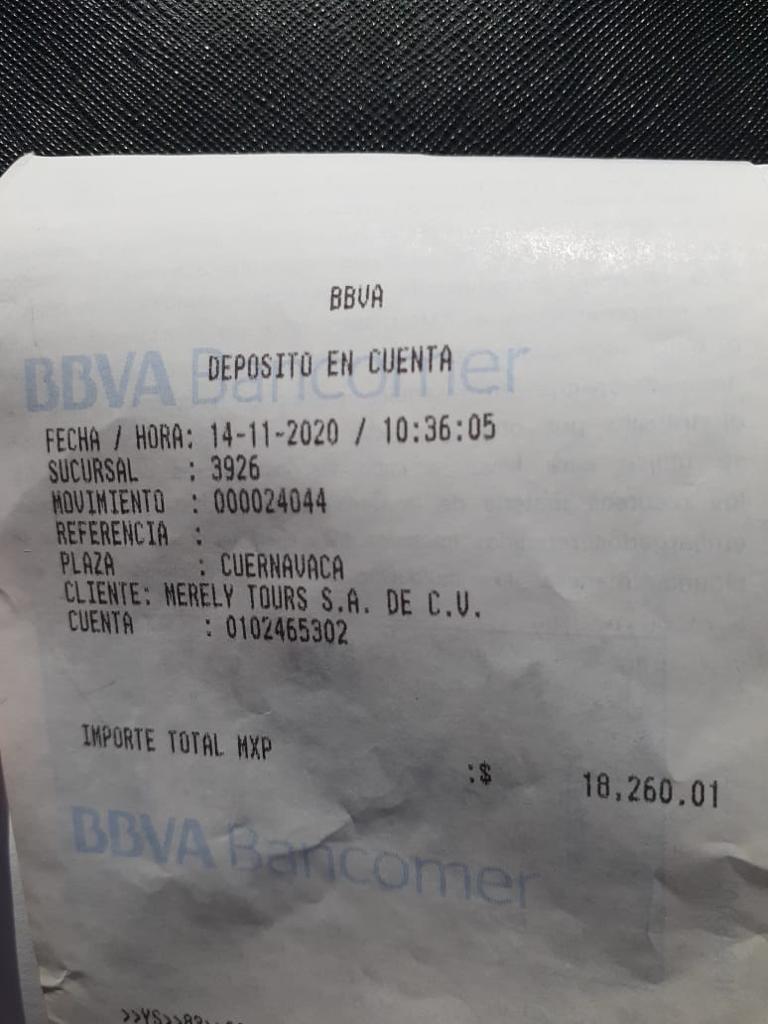 BBVA
BBVA Bancomer
DEPOSITO EN CUENTA
FECHA / HORA: 14-11-2020 / 10:36:05
SUCURSAL : 3926
MOVIMIENTO : 000024044
REFERENCIA :
PLAZA : CUERNAVACA
CLIENTE: MERELY TOURS S.A. DE C.V.
CUENTA : 0102465302
IMPORTE TOTAL MXP
:$ 18,260.01
BBVA Bancomer